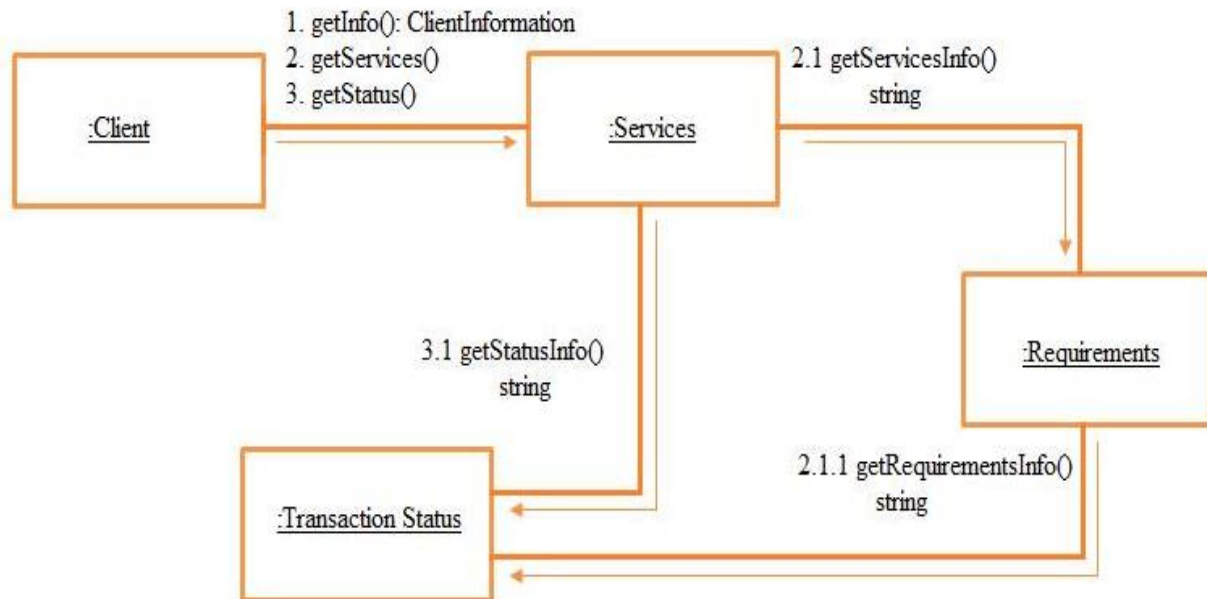 1. getInfo(): ClientInformation
2. getServices()
3. getStatus()
2.1 getServicesInfo()
string
:Client
:Services
3.1 getStatusInfo()
string
:Requirements
2.1.1 getRequirementsInfo()
string
:Transaction Status